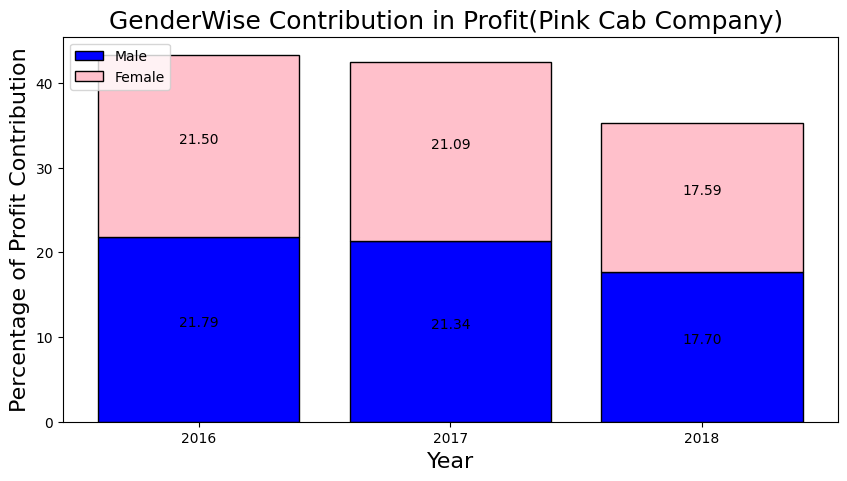 GenderWise Contribution in Profit(Pink Cab Company)
Percentage of Profit Contribution
Male
Female
40
30
20
10
0
21.50
21.09
17.59
21.79
21.34
17.70
2016
2017
2018
Year